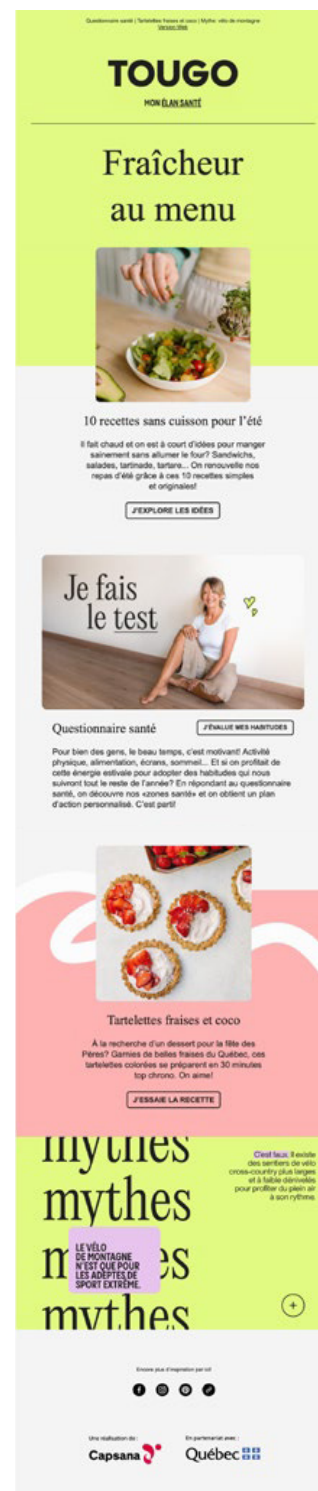 Questionnaire santé | Tartelettes fraises et coco | Mythe: vélo de montagne
Version Web
TOUGO
MON ÉLAN SANTÉ
Fraîcheur
au menu
10 recettes sans cuisson pour l'été
Il fait chaud et on est à court d'idées pour manger
sainement sans allumer le four? Sandwichs,
salades, tartinade, tartare... On renouvelle nos
repas d'été grâce à ces 10 recettes simples
et originales!
J'EXPLORE LES IDÉES
Je fais
le test
Questionnaire santé
J'ÉVALUE MES HABITUDES
Pour bien des gens, le beau temps, c'est motivant! Activité
physique, alimentation, écrans, sommeil... Et si on profitait de
cette énergie estivale pour adopter des habitudes qui nous
suivront tout le reste de l'année? En répondant au questionnaire
santé, on découvre nos «zones santé» et on obtient un plan
d'action personnalisé. C'est parti!
Tartelettes fraises et coco
À la recherche d'un dessert pour la fête des
Pères? Garnies de belles fraises du Québec, ces
tartelettes colorées se préparent en 30 minutes
top chrono. On aime!
J'ESSAIE LA RECETTE
mythes
mythes
mythes
mythes
LE VÉLO
DE MONTAGNE
N'EST QUE POUR
LES ADEPTES DE
SPORT EXTRÊME.
C'est faux. Il existe
des sentiers de vélo
cross-country plus larges
et à faible dénivelés
pour profiter du plein air
à son rythme.
Encore plus d'inspiration par ici!
Une réalisation de :
Capsana
En partenariat avec :
Québec